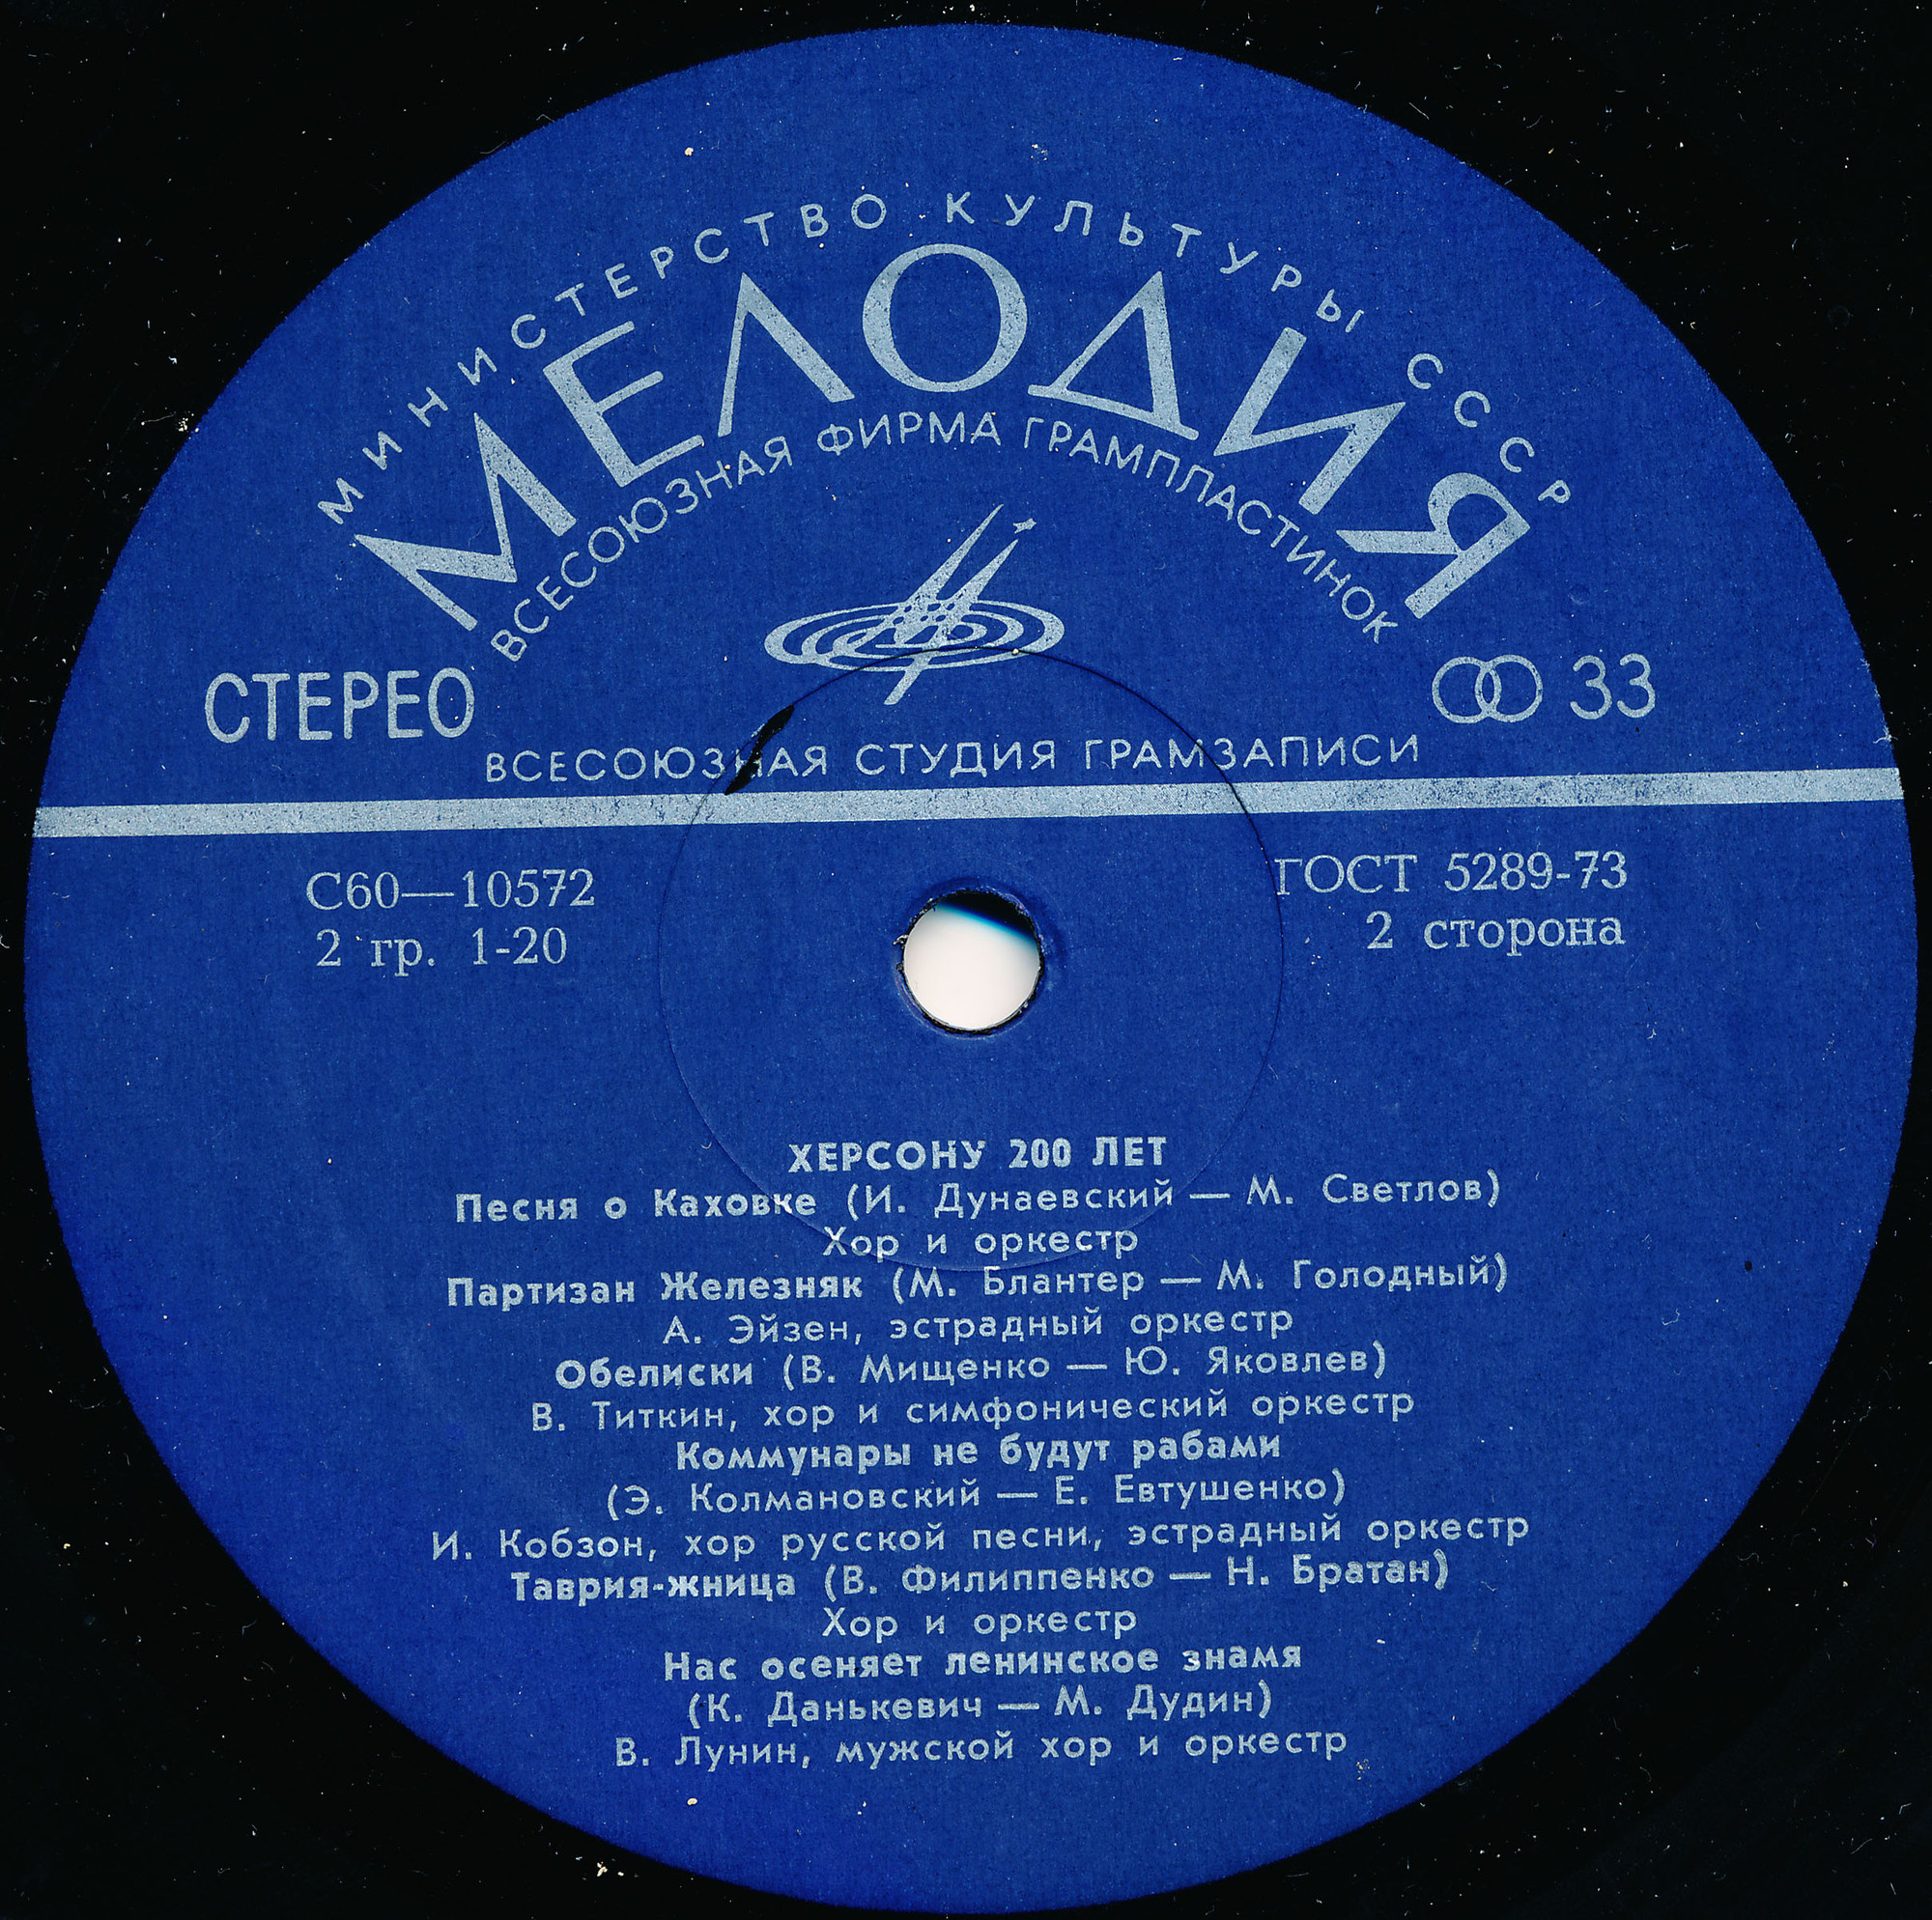 МИНИСТЕРСТВО КУЛЬТУРЫ СССР
МЕЛОДИЯ
ВСЕСОЮЗНАЯ ФИРМА ГРАМПЛАСТИНОК
СТЕРЕО
33
ВСЕСОЮЗНАЯ СТУДИЯ ГРАМЗАПИСИ
С60—10572
ГОСТ 5289-73
2 гр. 1-20
2 сторона
ХЕРСОНУ 200 ЛЕТ
Песня о Каховке (И. Дунаевский — М. Светлов)
Хор и оркестр
Партизан Железняк (М. Блантер — М. Голодный)
А. Эйзен, эстрадный оркестр
Обелиски (В. Мищенко — Ю. Яковлев)
В. Титкин, хор и симфонический оркестр
Коммунары не будут рабами
(Э. Колмановский — Е. Евтушенко)
И. Кобзон, хор русской песни, эстрадный оркестр
Таврия-жница (В. Филиппенко — Н. Братан)
Хор и оркестр
Нас осеняет ленинское знамя
(К. Данькевич — М. Дудин)
В. Лунин, мужской хор и оркестр